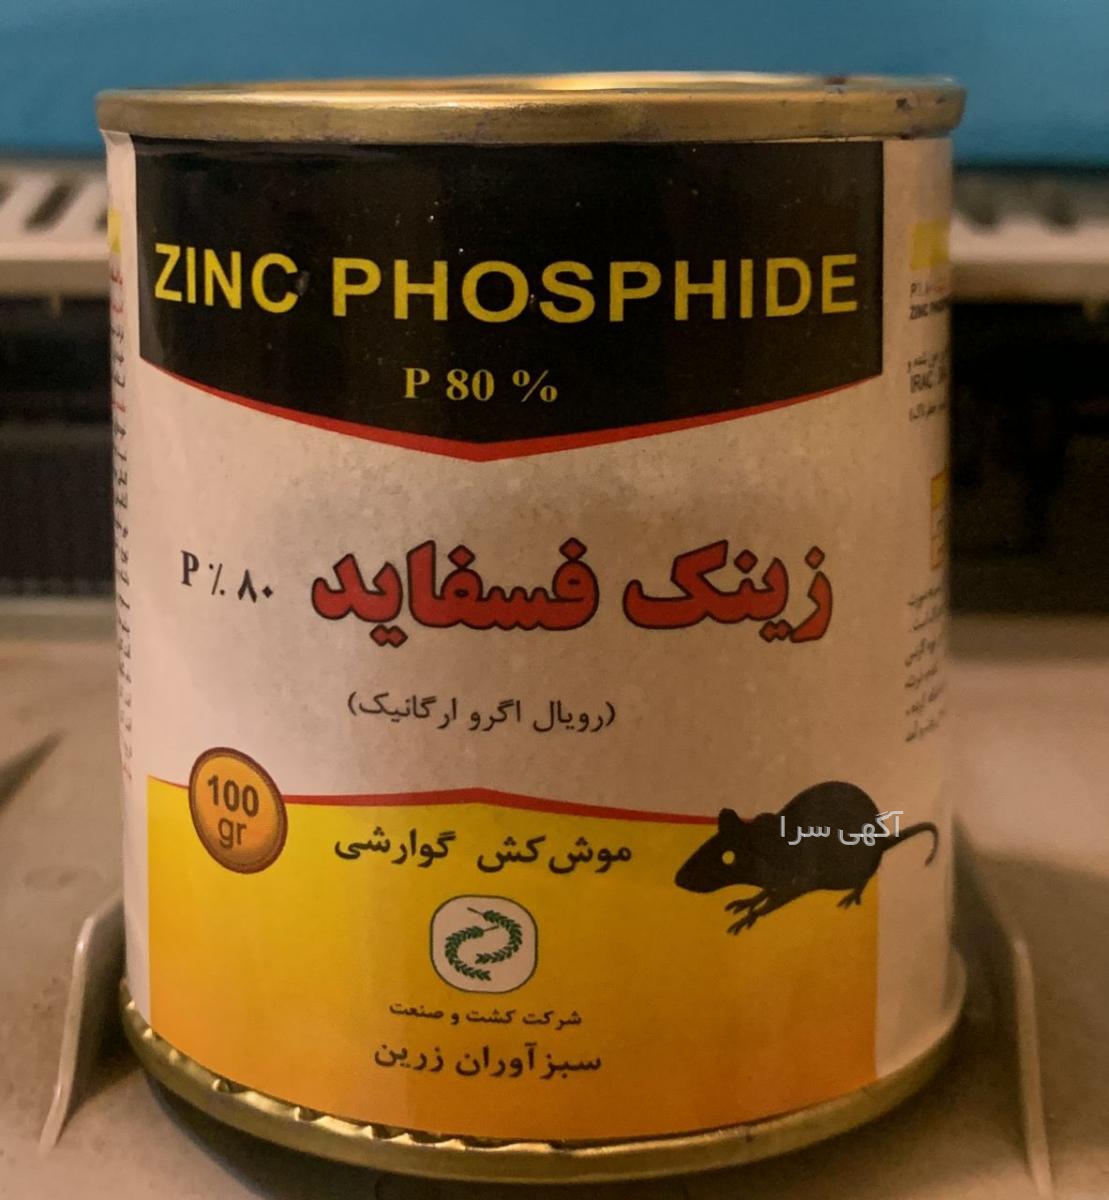 ZINC PHOSPHIDE
P 80 %
زینک فسفاید P٪ ۸۰
(رویال اگرو ارگانیک)
100
gr
موش کش گوارشی
آگهی سرا
شرکت کشت و صنعت
سبزآوران زرین